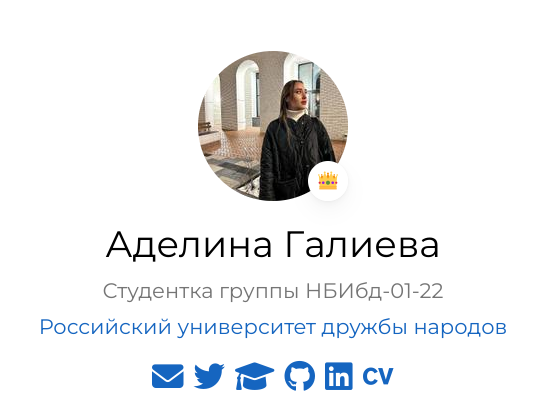 Аделина Галиева
Студентка группы НБИбд-01-22
Российский университет дружбы народов
CV